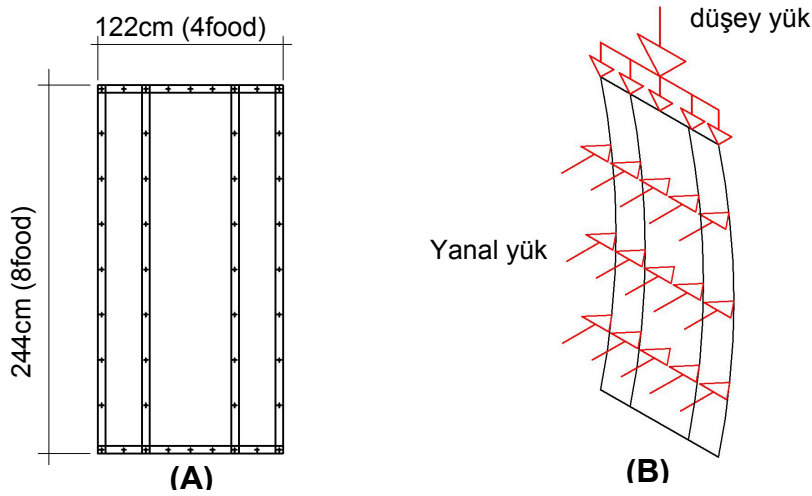 122cm (4food)
düşey yük
244cm (8food)
Yanal yük
(A)
(B)